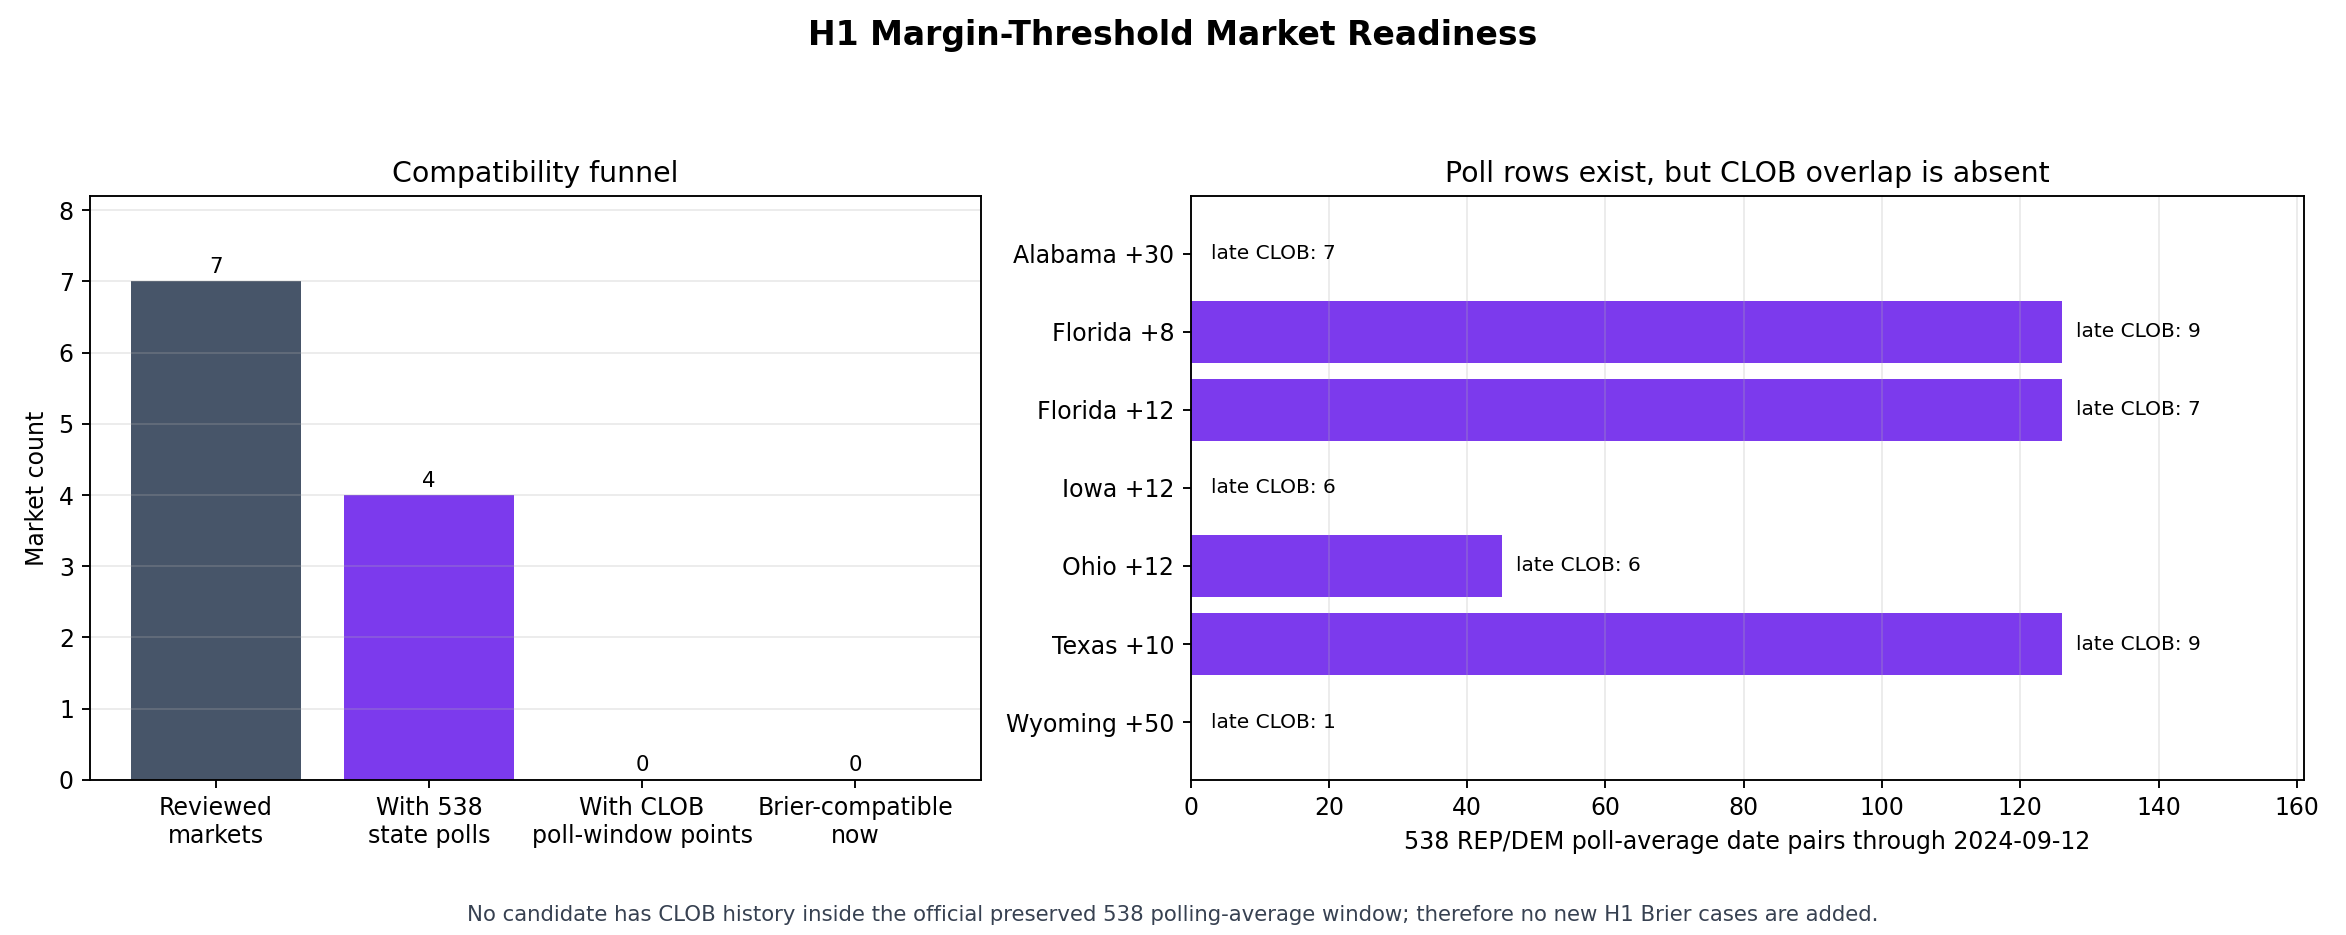 H1 Margin-Threshold Market Readiness
Compatibility funnel
Market count
8
7
6
5
4
3
2
1
0
7
4
0
0
Reviewed
markets
With 538
state polls
With CLOB
poll-window points
Brier-compatible
now
Poll rows exist, but CLOB overlap is absent
Alabama +30
late CLOB: 7
Florida +8
late CLOB: 9
Florida +12
late CLOB: 7
Iowa +12
late CLOB: 6
Ohio +12
late CLOB: 6
Texas +10
late CLOB: 9
Wyoming +50
late CLOB: 1
0 20 40 60 80 100 120 140 160
538 REP/DEM poll-average date pairs through 2024-09-12
No candidate has CLOB history inside the official preserved 538 polling-average window; therefore no new H1 Brier cases are added.